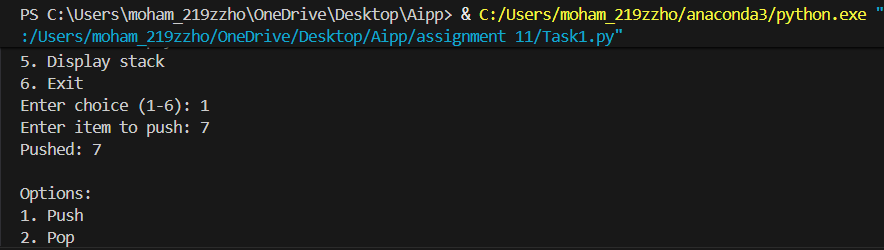 PS C:\Users\moham_219zzho\OneDrive\Desktop\Aipp> & C:/Users/moham_219zzho/anaconda3/python.exe "
:/Users/moham_219zzho/OneDrive/Desktop/Aipp/assignment 11/Task1.py"
5. Display stack
6. Exit
Enter choice (1-6): 1
Enter item to push: 7
Pushed: 7
Options:
1. Push
2. Pop